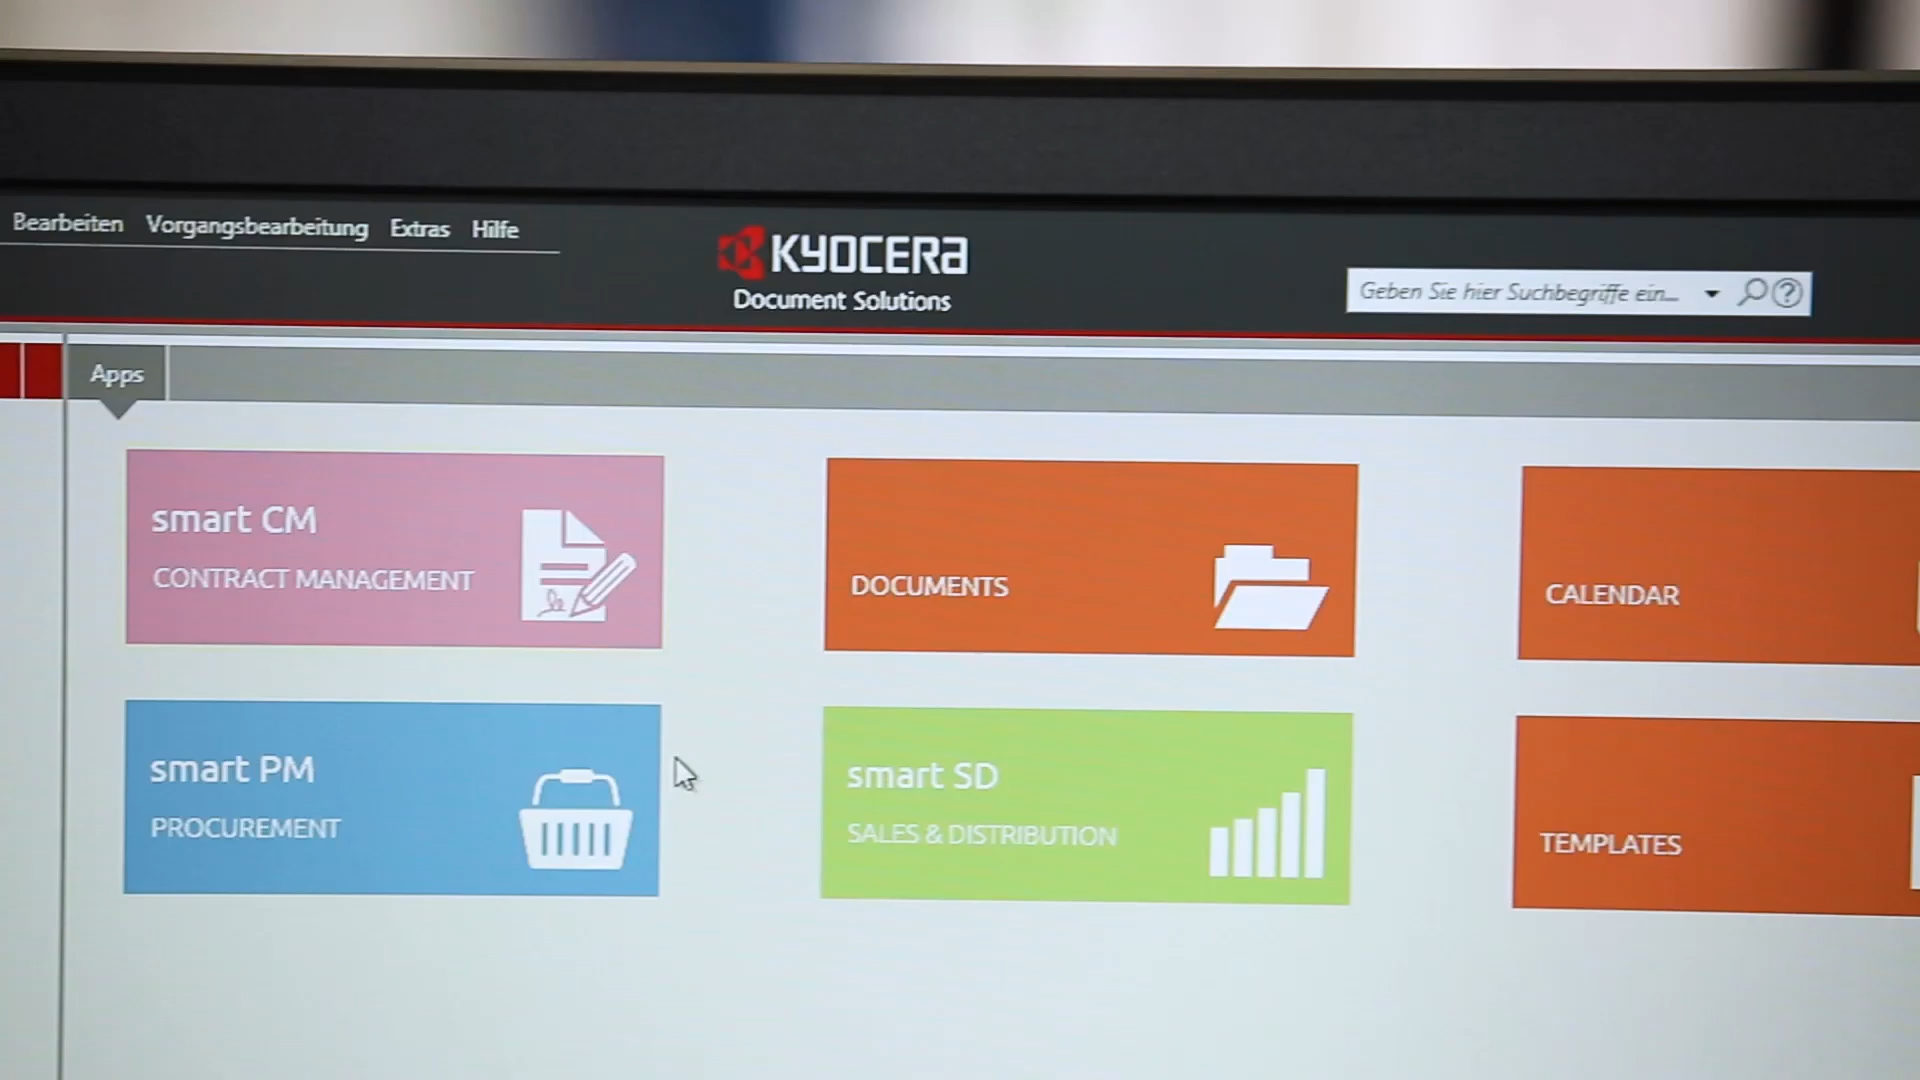 Bearbeiten Vorgangsbearbeitung Extras Hilfe
KYOCERA
Document Solutions
Geben Sie hier Suchbegriffe ein...
Apps
smart CM
CONTRACT MANAGEMENT
DOCUMENTS
CALENDAR
smart PM
PROCUREMENT
smart SD
SALES & DISTRIBUTION
TEMPLATES